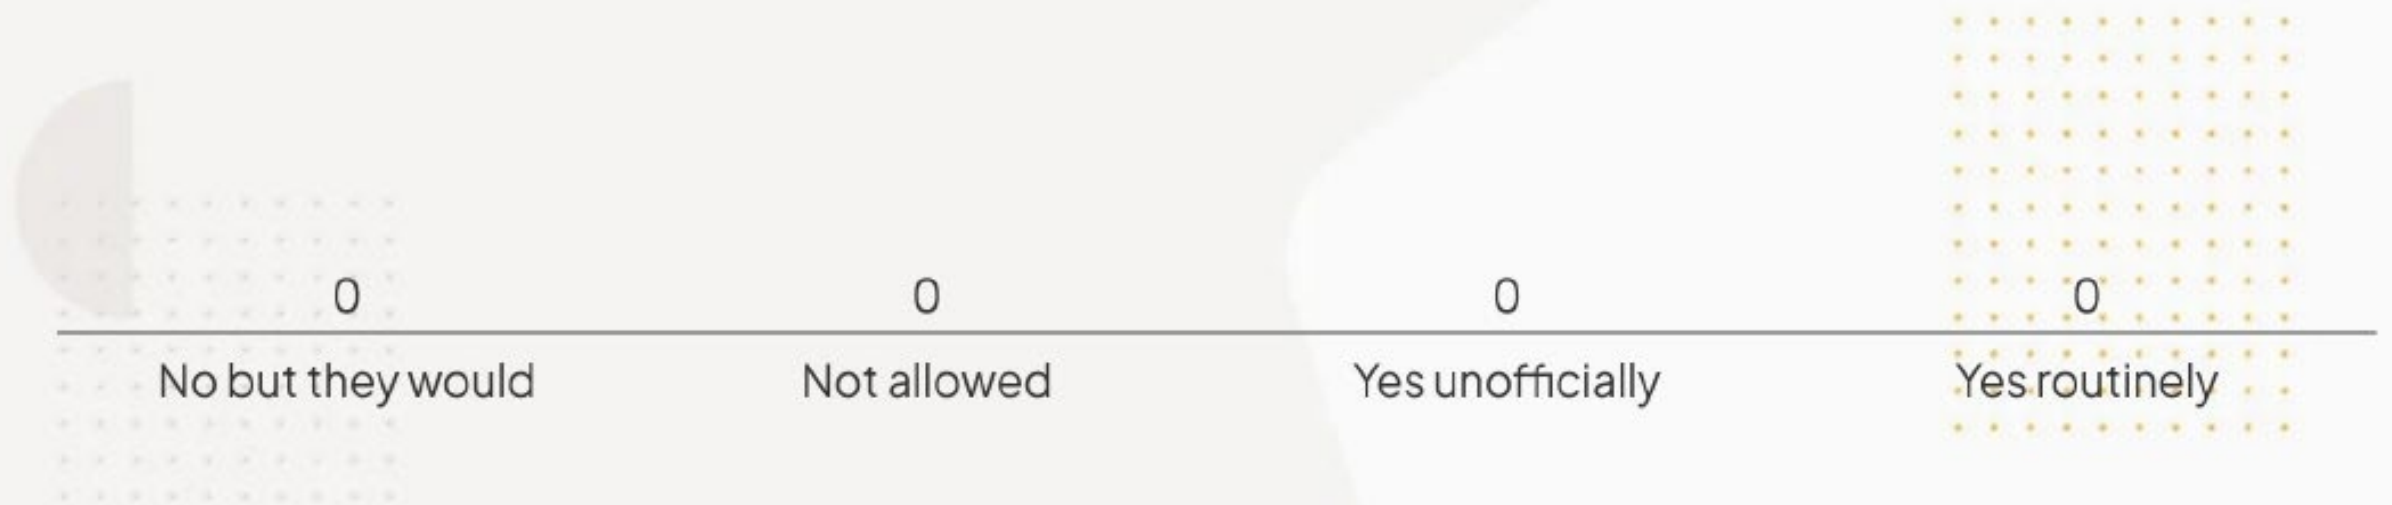 0 0 0 0
No but they would Not allowed Yes unofficially Yes routinely